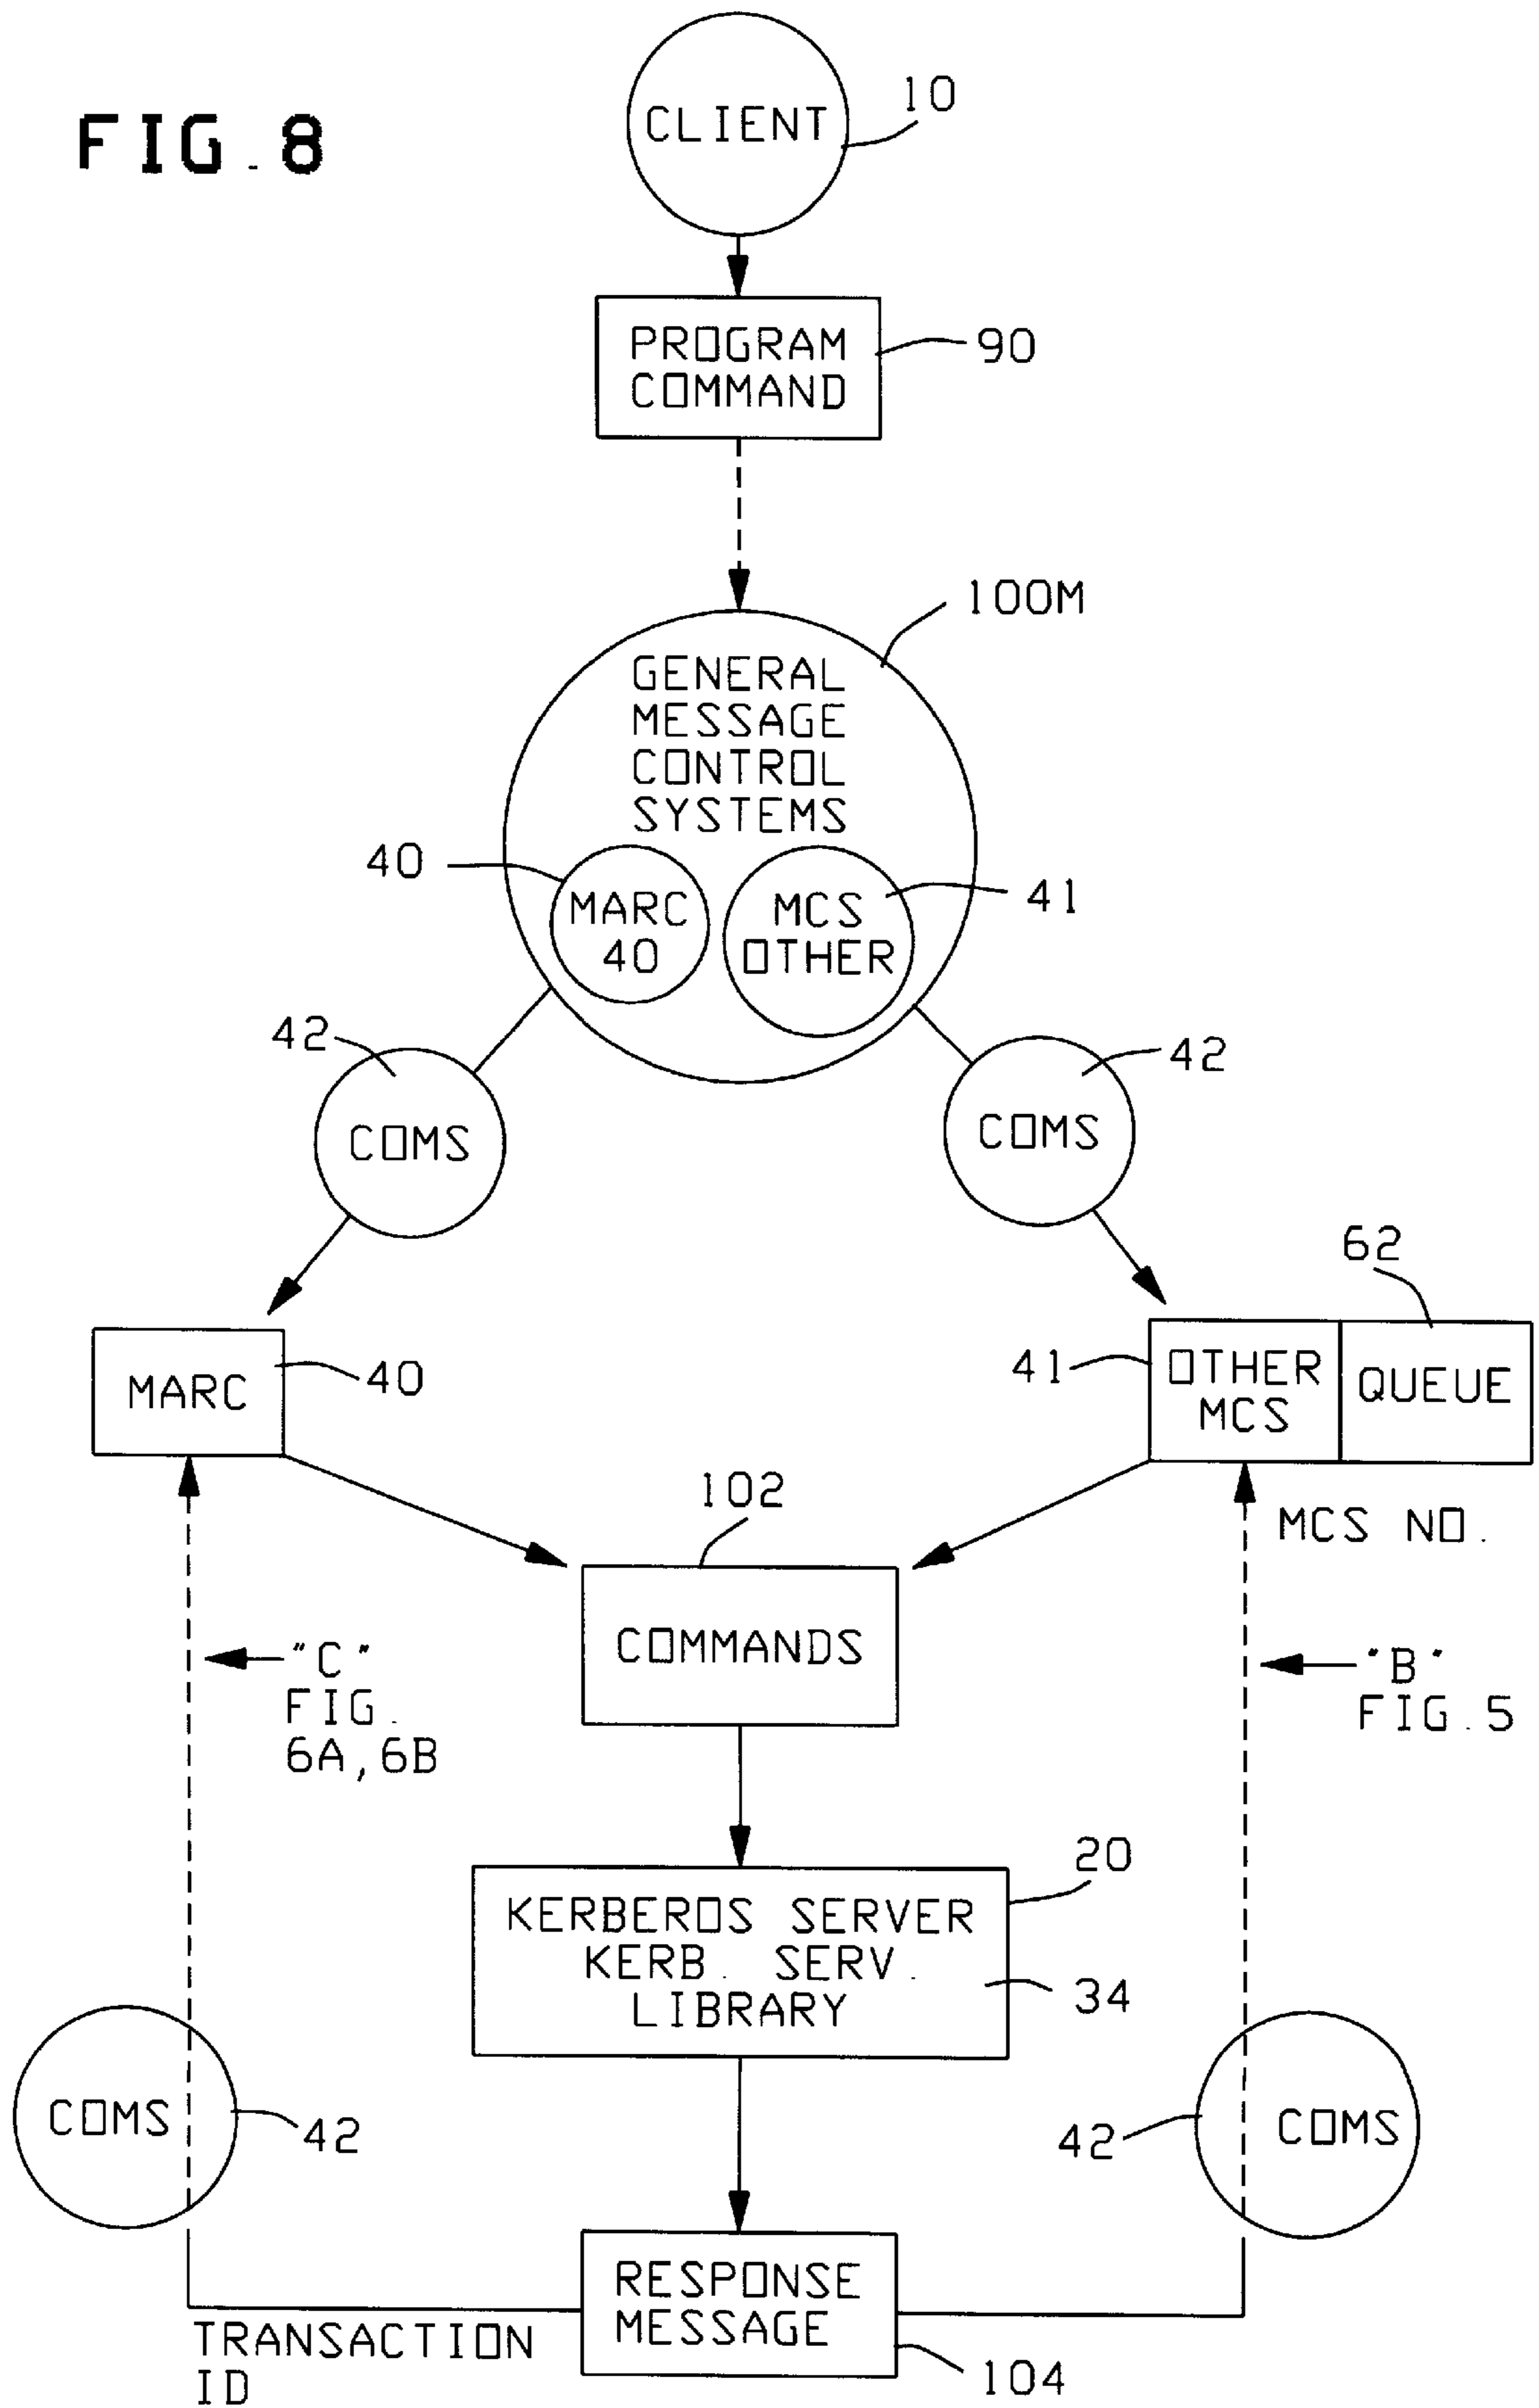 FIG. 8
CLIENT
10
PROGRAM
COMMAND
90
100M
GENERAL
MESSAGE
CONTROL
SYSTEMS
40
MARC
40
MCS
OTHER
41
42
COMS
COMS
42
62
MARC
40
41
OTHER
MCS
QUEUE
102
MCS NO.
COMMANDS
"C"
FIG.
6A, 6B
"B"
FIG. 5
20
KERBEROS SERVER
KERB. SERV.
LIBRARY
34
COMS
42
42
COMS
RESPONSE
MESSAGE
TRANSACTION
ID
104